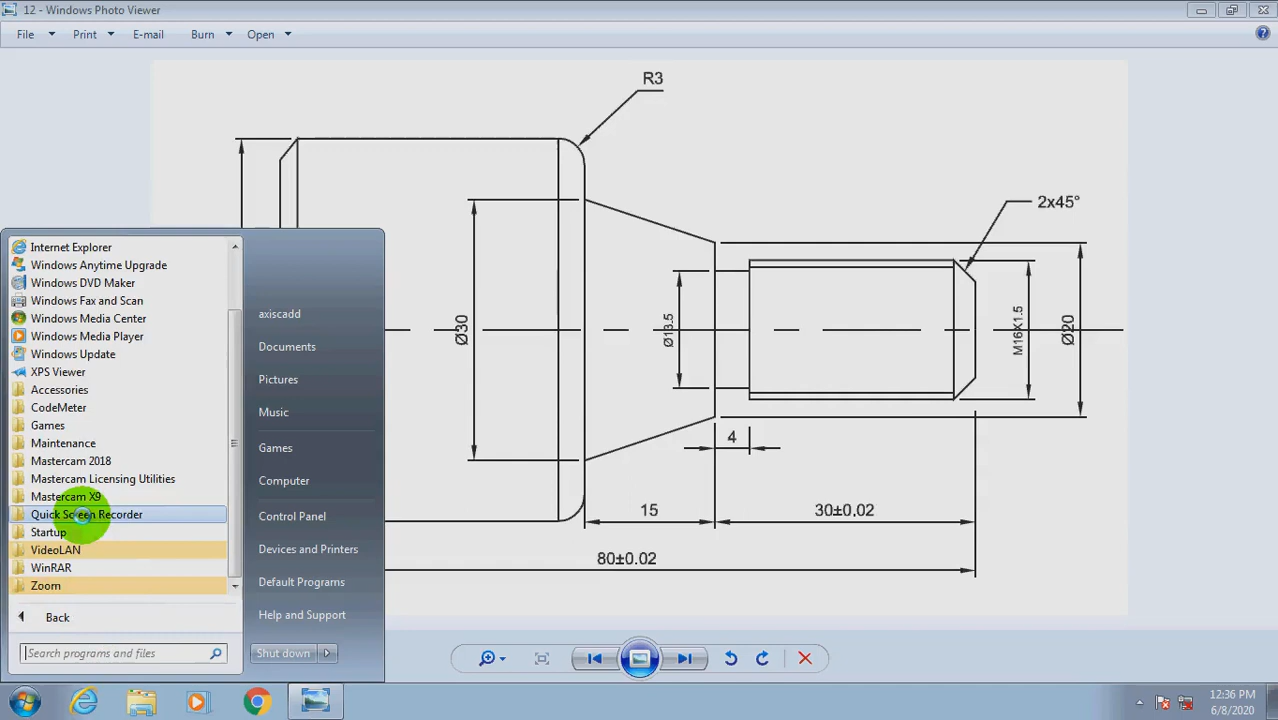 12 - Windows Photo Viewer
File Print E-mail Burn Open
R3
2x45°
Ø30
Ø13.5
M16X1.5
Ø20
4
15
30±0,02
80±0.02
Internet Explorer
Windows Anytime Upgrade
Windows DVD Maker
Windows Fax and Scan
Windows Media Center
Windows Media Player
Windows Update
XPS Viewer
Accessories
CodeMeter
Games
Maintenance
Mastercam 2018
Mastercam Licensing Utilities
Mastercam X9
Quick Screen Recorder
Startup
VideoLAN
WinRAR
Zoom
Back
Search programs and files
axiscadd
Documents
Pictures
Music
Games
Computer
Control Panel
Devices and Printers
Default Programs
Help and Support
Shut down
12:36 PM
6/8/2020